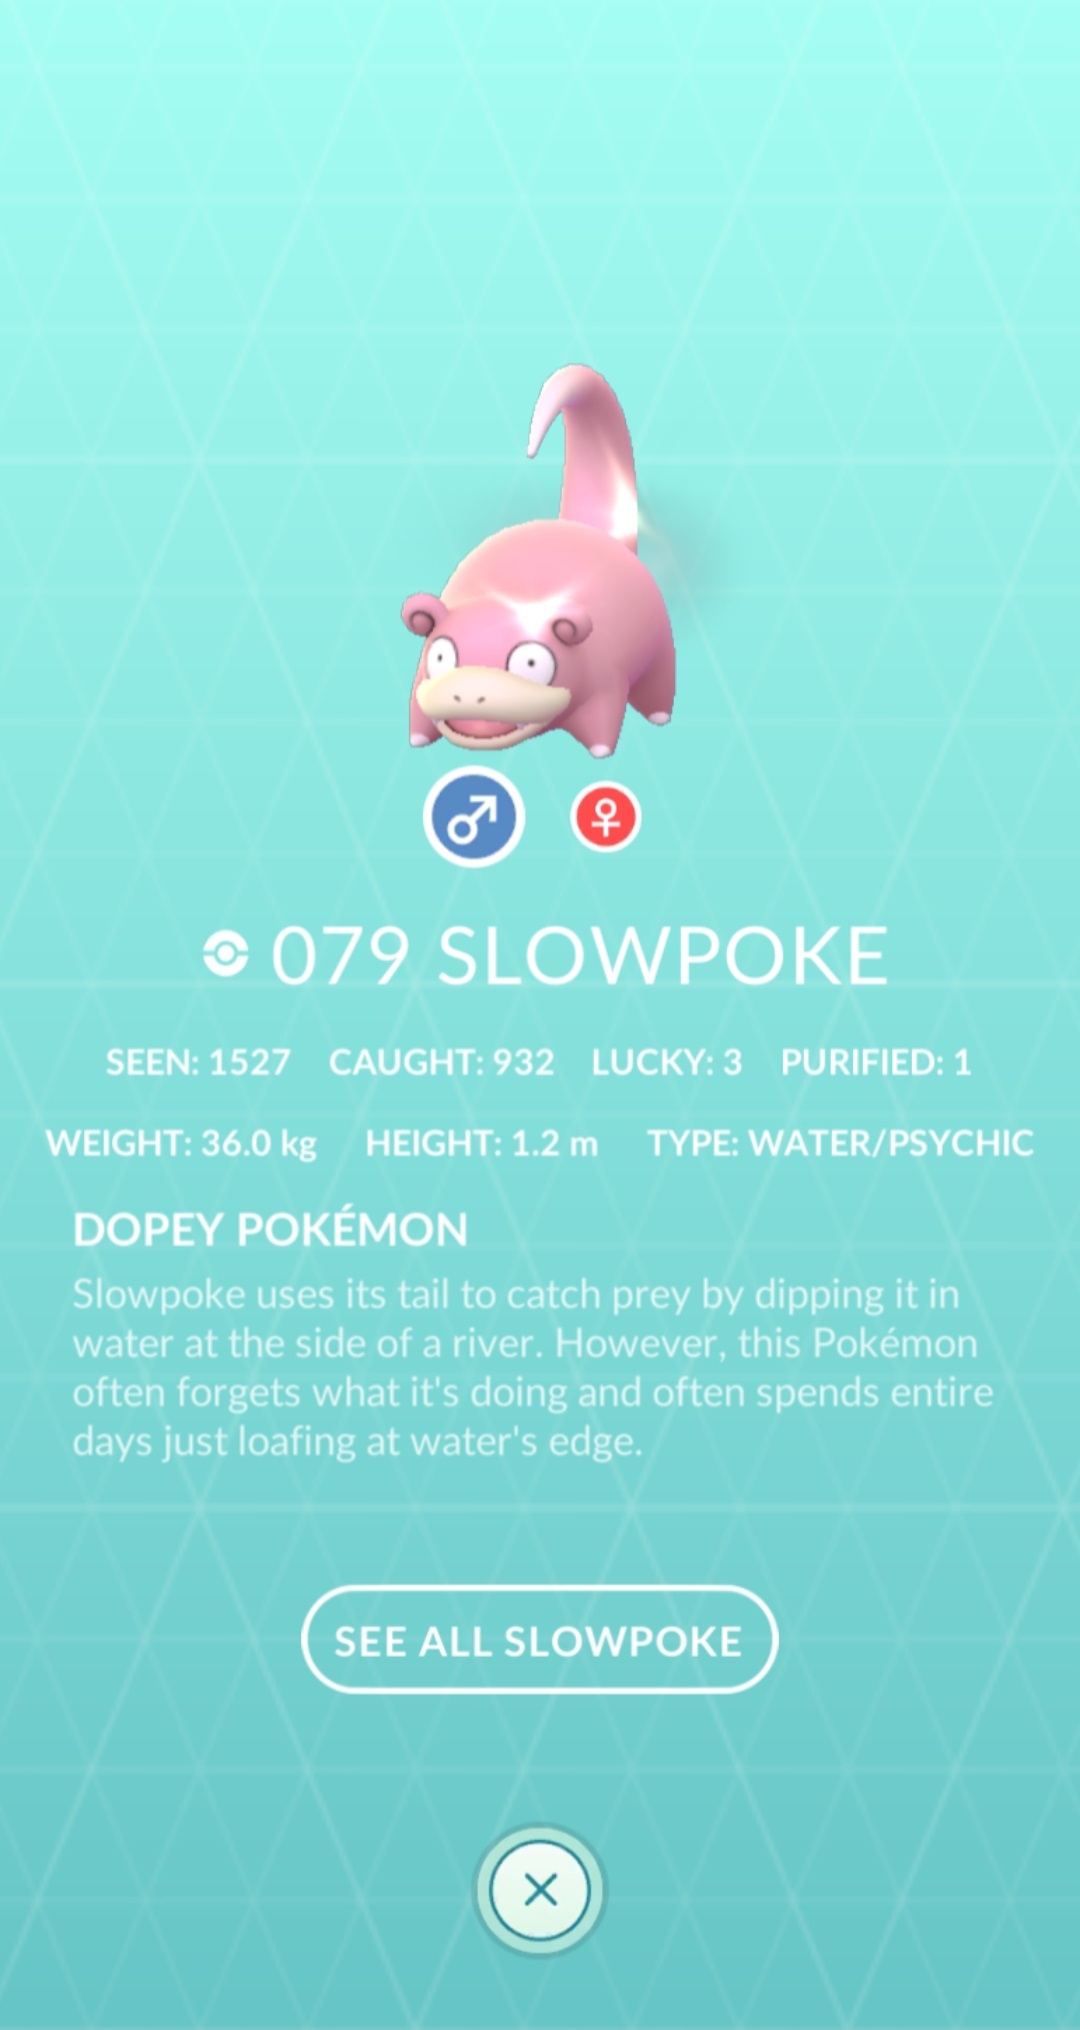 079 SLOWPOKE
SEEN: 1527 CAUGHT: 932 LUCKY: 3 PURIFIED: 1
WEIGHT: 36.0 kg HEIGHT: 1.2 m TYPE: WATER/PSYCHIC
DOPEY POKÉMON
Slowpoke uses its tail to catch prey by dipping it in
water at the side of a river. However, this Pokémon
often forgets what it's doing and often spends entire
days just loafing at water's edge.
SEE ALL SLOWPOKE